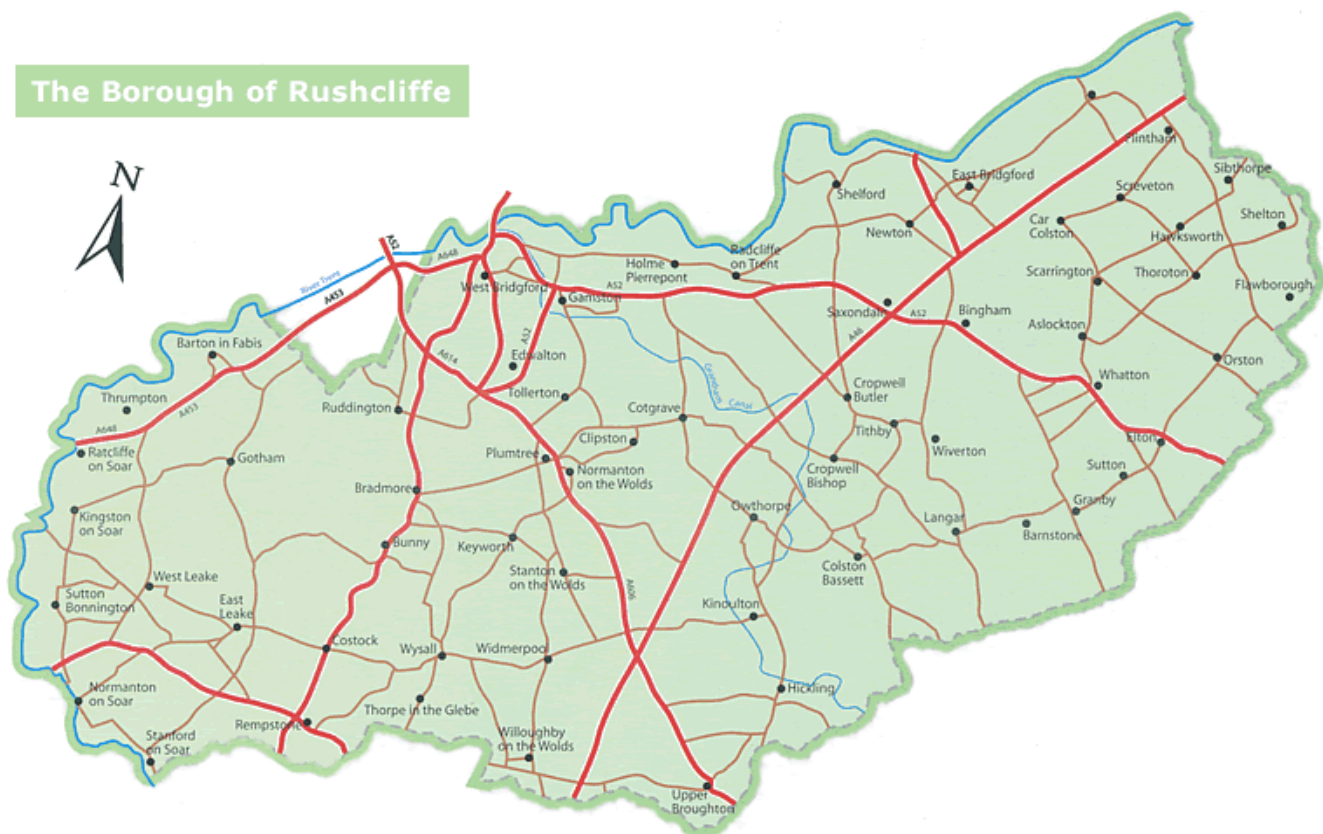 The Borough of Rushcliffe
N
Flintham
Sibthorpe
East Bridgford
Screveton
Shelford
Shelton
Car
Colston
Newton
Hawksworth
A52
A648
Radcliffe
on Trent
Holme
Pierrepont
Scarrington
Thoroton
River Trent
West Bridgford
A52
Flawborough
A453
Gamston
Saxondale
A52
Bingham
Aslockton
A46
A52
Barton in Fabis
A614
Edwalton
Orston
Grantham
Canal
Whatton
Cropwell
Butler
Thrumpton
A453
Ruddington
Tollerton
Cotgrave
A648
Tithby
Elton
Clipston
Ratcliffe
on Soar
Gotham
Plumtree
Wiverton
Normanton
on the Wolds
Cropwell
Bishop
Sutton
Bradmore
Granby
Owthorpe
Kingston
on Soar
Langar
Barnstone
Bunny
Keyworth
Colston
Bassett
Stanton
on the Wolds
West Leake
A606
Sutton
Bonnington
East
Leake
Kinoulton
Costock
Wysall
Widmerpool
Normanton
on Soar
Hickling
Thorpe in the Glebe
Rempstone
Stanford
on Soar
Willoughby
on the Wolds
Upper
Broughton